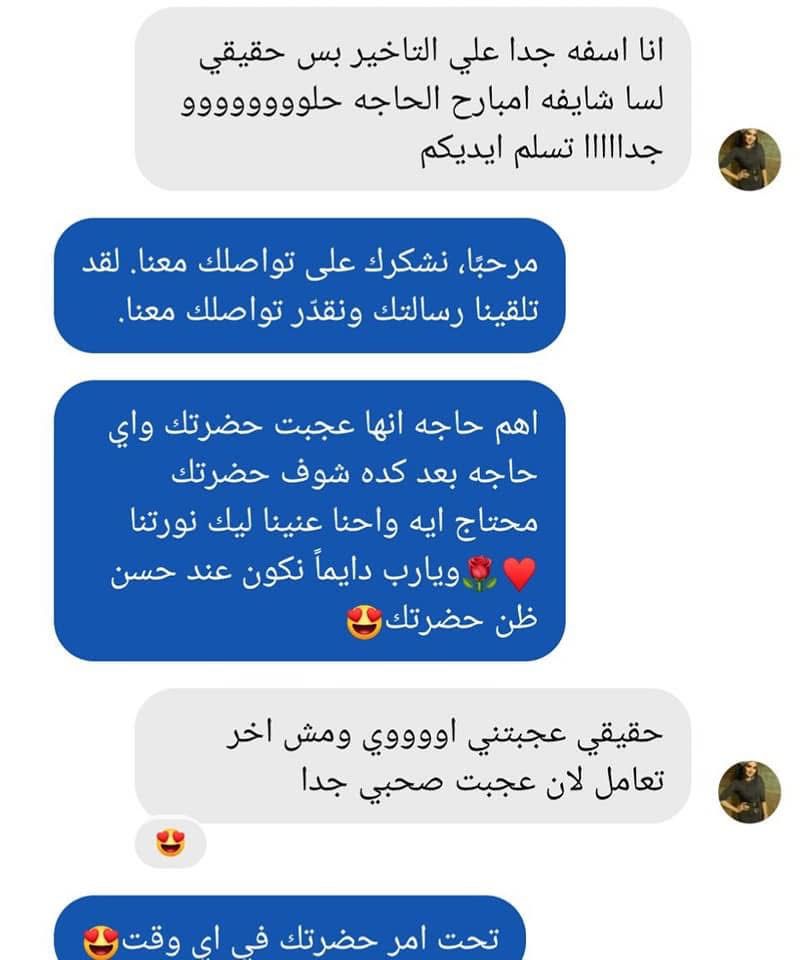 انا اسفه جدا علي التاخير بس حقيقي
لسا شايفه امبارح الحاجه حلوووووووو
جدااااا تسلم ايديكم
مرحبًا، نشكرك على تواصلك معنا. لقد
تلقينا رسالتك ونقدّر تواصلك معنا.
اهم حاجه انها عجبت حضرتك واي
حاجه بعد كده شوف حضرتك
محتاج ايه واحنا عنينا ليك نورتنا
♥️🌹ويارب دايماً نكون عند حسن
ظن حضرتك😍
حقيقي عجبتني اووووي ومش اخر
تعامل لان عجبت صحبي جدا
😍
تحت امر حضرتك في اي وقت😍